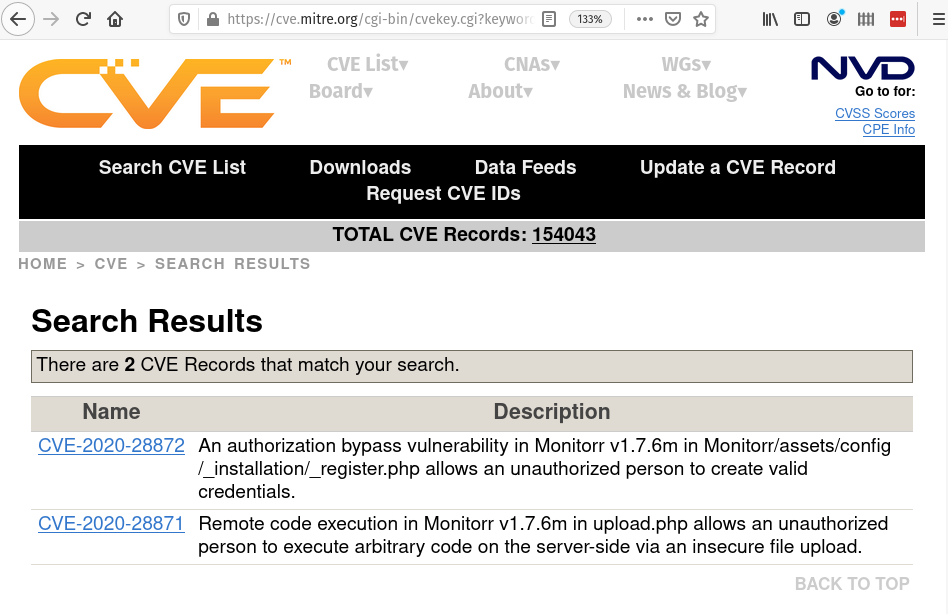 https://cve.mitre.org/cgi-bin/cvekey.cgi?keyword
133%
CVE™
CVE List▾ CNAs▾ WGs▾
Board▾ About▾ News & Blog▾
NVD
Go to for:
CVSS Scores
CPE Info
Search CVE List Downloads Data Feeds Update a CVE Record
Request CVE IDs
TOTAL CVE Records: 154043
HOME > CVE > SEARCH RESULTS
Search Results
There are 2 CVE Records that match your search.
Name Description
CVE-2020-28872 An authorization bypass vulnerability in Monitorr v1.7.6m in Monitorr/assets/config
/_installation/_register.php allows an unauthorized person to create valid
credentials.
CVE-2020-28871 Remote code execution in Monitorr v1.7.6m in upload.php allows an unauthorized
person to execute arbitrary code on the server-side via an insecure file upload.
BACK TO TOP